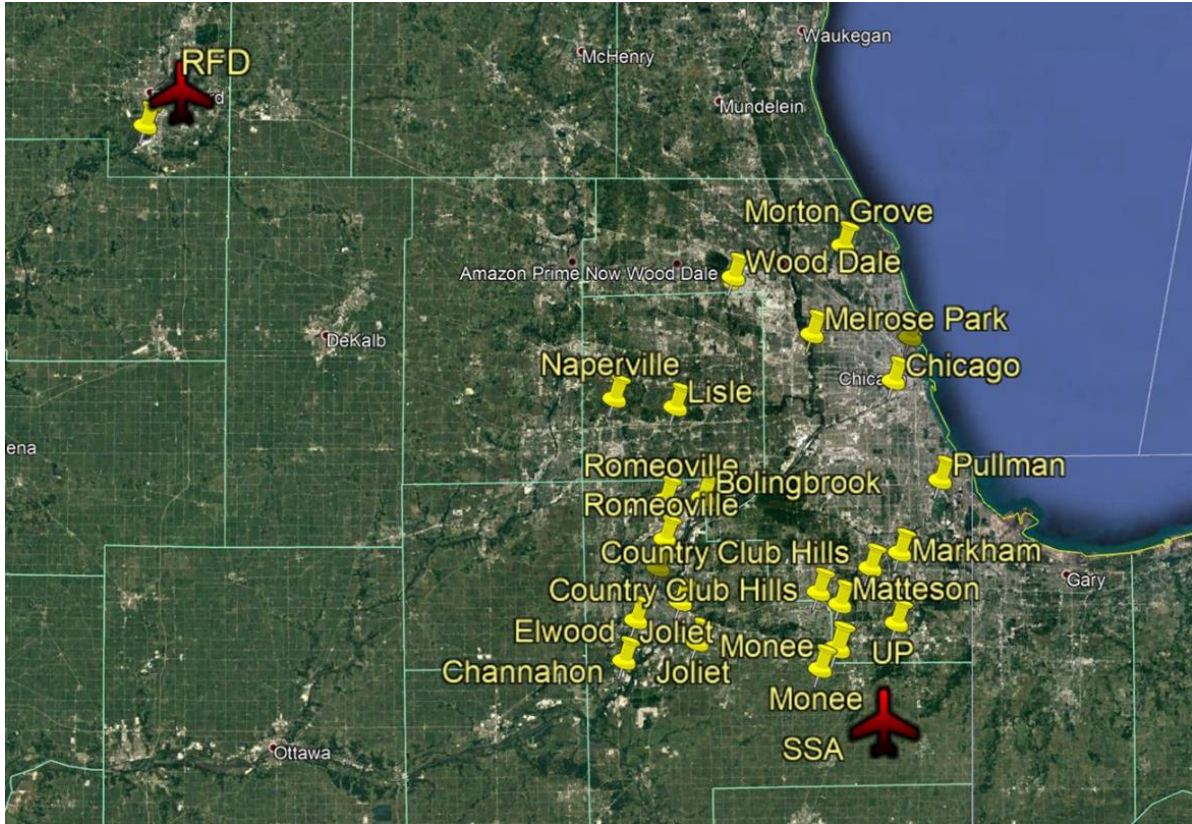 Waukegan
McHenry
RFD
Mundelein
Morton Grove
Wood Dale
Amazon Prime Now Wood Dale
Melrose Park
DeKalb
Naperville
Chicago
Lisle
ena
Romeoville
Pullman
Bolingbrook
Romeoville
Country Club Hills
Markham
Gary
Country Club Hills
Matteson
Elwood
Joliet
Monee
UP
Channahon
Joliet
Monee
SSA
Ottawa